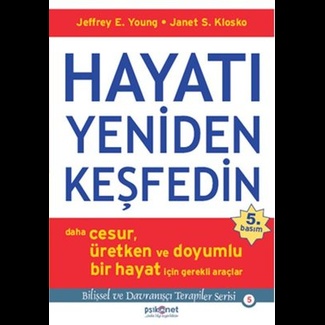 Jeffrey E. Young - Janet S. Klosko
HAYATI
YENİDEN
KEŞFEDİN
5.
basım
daha cesur,
üretken ve doyumlu
bir hayat için gerekli araçlar
Bilişsel ve Davranışçı Terapiler Serisi 5
psikonet